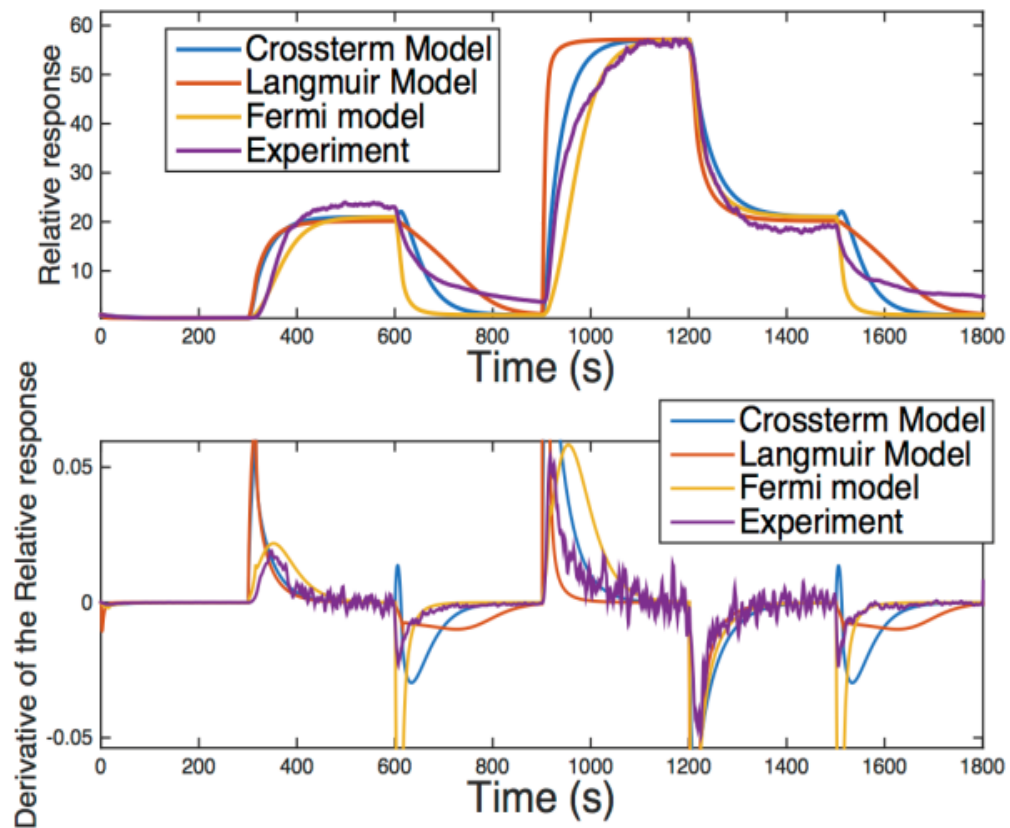 60
50
40
30
20
10
Relative response
Crossterm Model
Langmuir Model
Fermi model
Experiment
0 200 400 600 800 1000 1200 1400 1600 1800
Time (s)
Derivative of the Relative response
0.05
0
-0.05
Crossterm Model
Langmuir Model
Fermi model
Experiment
0 200 400 600 800 1000 1200 1400 1600 1800
Time (s)